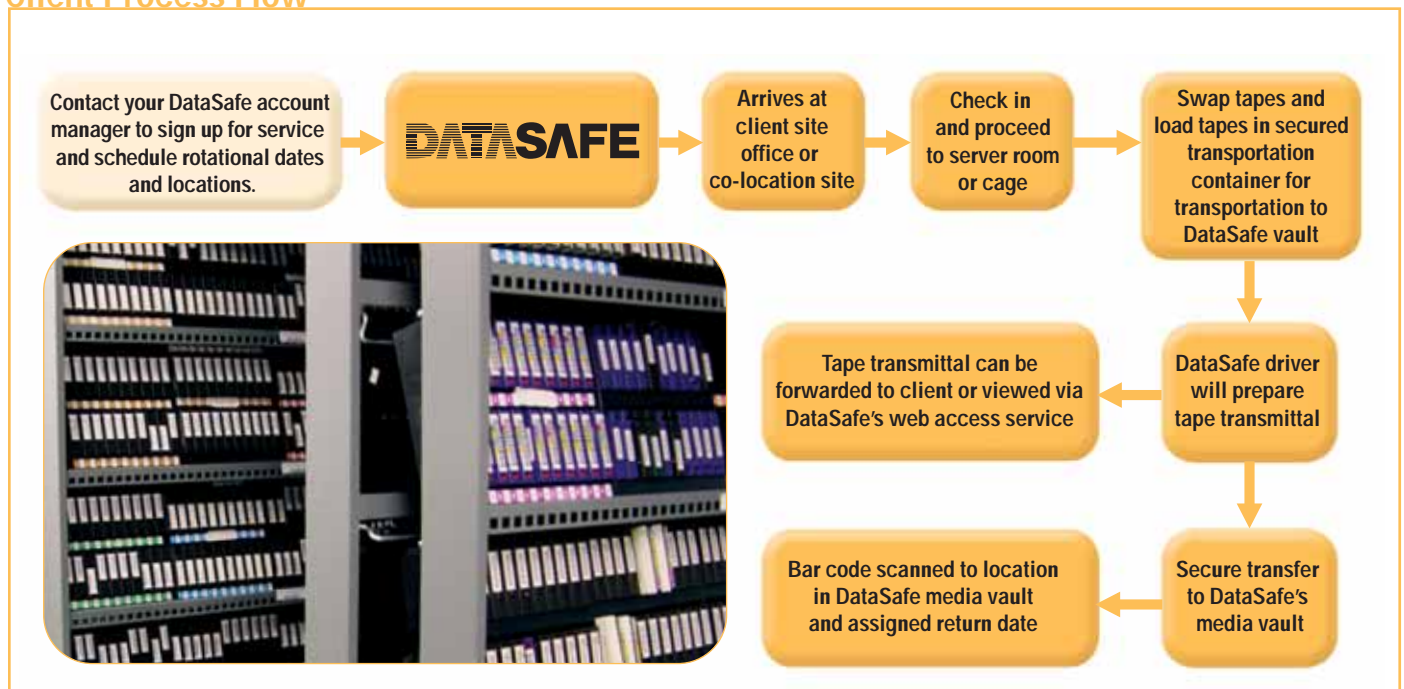 Client Process Flow
Contact your DataSafe account
manager to sign up for service
and schedule rotational dates
and locations.
DATASAFE
Arrives at
client site
office or
co-location site
Check in
and proceed
to server room
or cage
Swap tapes and
load tapes in secured
transportation
container for
transportation to
DataSafe vault
DataSafe driver
will prepare
tape transmittal
Tape transmittal can be
forwarded to client or viewed via
DataSafe's web access service
Secure transfer
to DataSafe's
media vault
Bar code scanned to location
in DataSafe media vault
and assigned return date